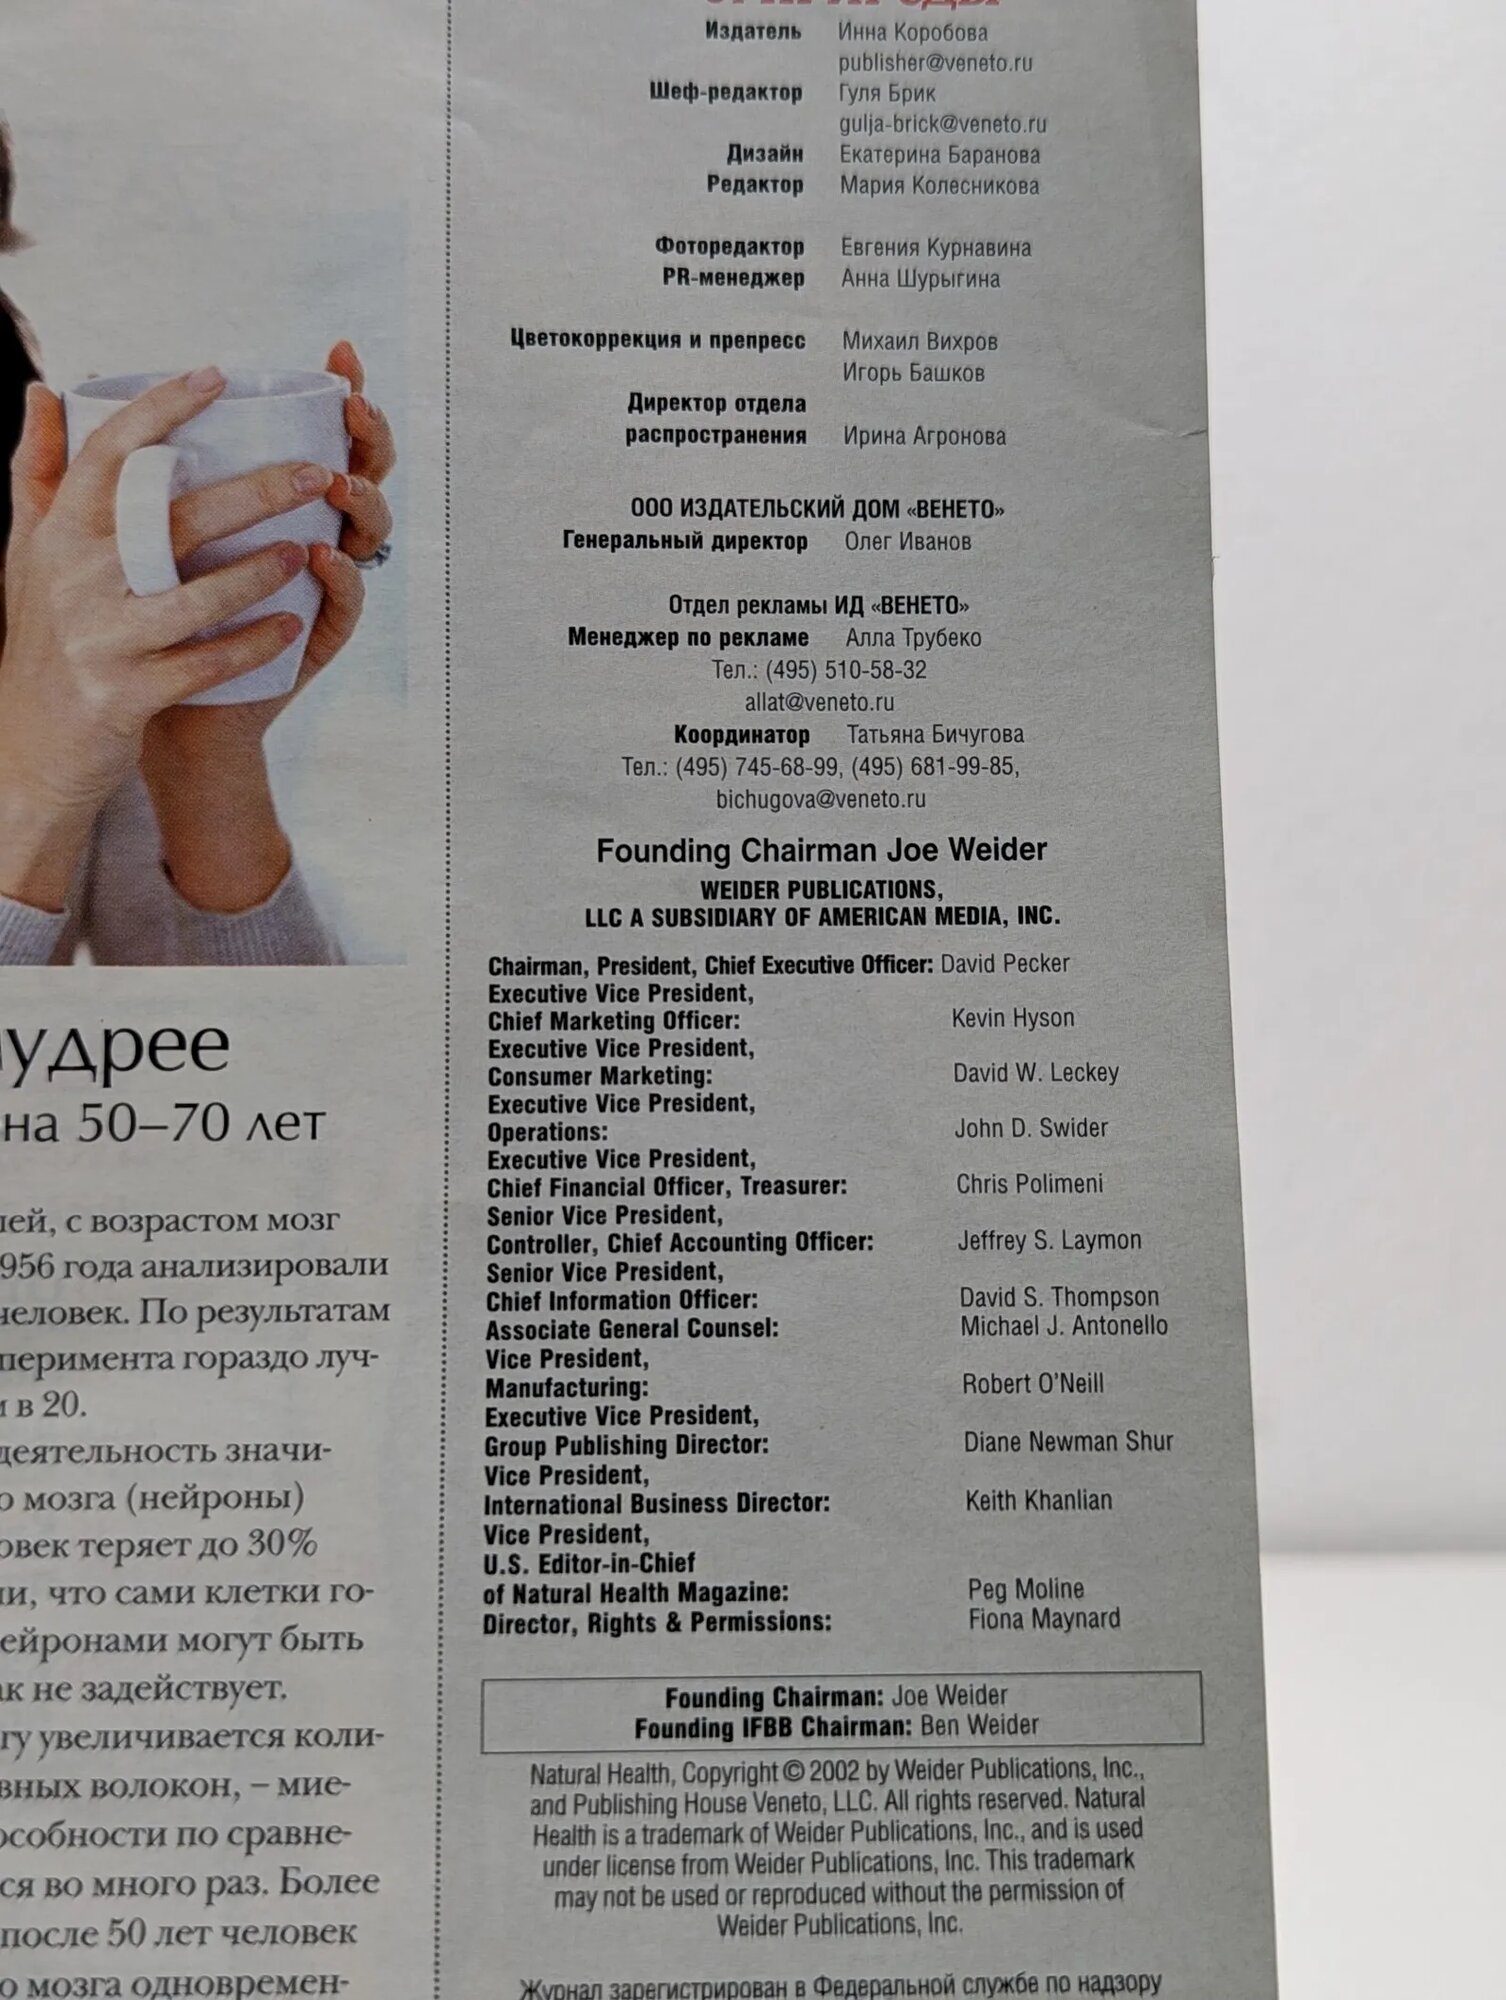 Издатель Инна Коробова
publisher@veneto.ru
Шеф-редактор Гуля Брик
gulja-brick@veneto.ru
Дизайн Екатерина Баранова
Редактор Мария Колесникова
Фоторедактор Евгения Курнавина
PR-менеджер Анна Шурыгина
Цветокоррекция и препресс Михаил Вихров
Игорь Башков
Директор отдела
распространения Ирина Агронова
ООО ИЗДАТЕЛЬСКИЙ ДОМ «ВЕНЕТО»
Генеральный директор Олег Иванов
Отдел рекламы ИД «ВЕНЕТО»
Менеджер по рекламе Алла Трубеко
Тел.: (495) 510-58-32
allat@veneto.ru
Координатор Татьяна Бичугова
Тел.: (495) 745-68-99, (495) 681-99-85,
bichugova@veneto.ru
Founding Chairman Joe Weider
WEIDER PUBLICATIONS,
LLC A SUBSIDIARY OF AMERICAN MEDIA, INC.
Chairman, President, Chief Executive Officer: David Pecker
Executive Vice President,
Chief Marketing Officer: Kevin Hyson
Executive Vice President,
Consumer Marketing: David W. Leckey
Executive Vice President,
Operations: John D. Swider
Executive Vice President,
Chief Financial Officer, Treasurer: Chris Polimeni
Senior Vice President,
Controller, Chief Accounting Officer: Jeffrey S. Laymon
Senior Vice President,
Chief Information Officer: David S. Thompson
Associate General Counsel: Michael J. Antonello
Vice President,
Manufacturing: Robert O'Neill
Executive Vice President,
Group Publishing Director: Diane Newman Shur
Vice President,
International Business Director: Keith Khanlian
Vice President,
U.S. Editor-in-Chief
of Natural Health Magazine: Peg Moline
Director, Rights & Permissions: Fiona Maynard
Founding Chairman: Joe Weider
Founding IFBB Chairman: Ben Weider
Natural Health, Copyright © 2002 by Weider Publications, Inc.,
and Publishing House Veneto, LLC. All rights reserved. Natural
Health is a trademark of Weider Publications, Inc., and is used
under license from Weider Publications, Inc. This trademark
may not be used or reproduced without the permission of
Weider Publications, Inc.
Журнал зарегистрирован в Федеральной службе по надзору
на 50–70 лет
с возрастом мозг
956 года анализировали
человек. По результатам
гораздо луч-
в 20.
деятельность значи-
мозга (нейроны)
теряет до 30%
что сами клетки го-
нейронами могут быть
не задействует.
увеличивается коли-
волокон, – мие-
по сравне-
во много раз. Более
после 50 лет человек
мозга одновремен-